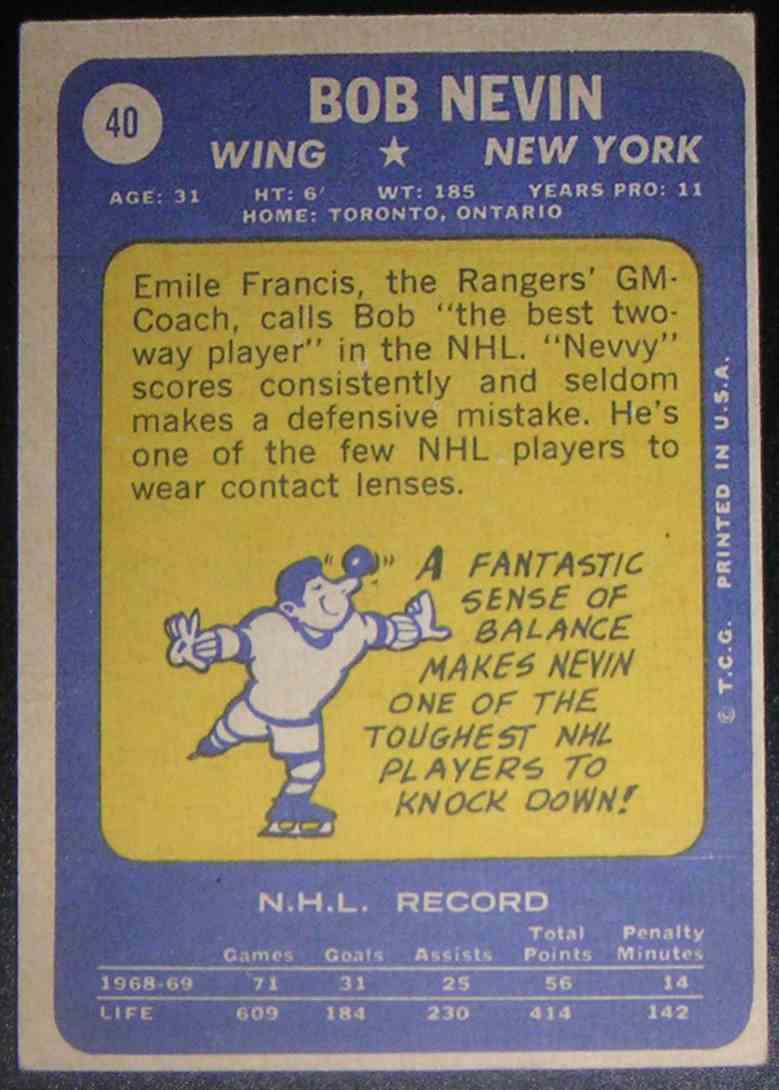 40
BOB NEVIN
WING ★ NEW YORK
AGE: 31 HT: 6' WT: 185 YEARS PRO: 11
HOME: TORONTO, ONTARIO
Emile Francis, the Rangers' GM-
Coach, calls Bob "the best two-
way player" in the NHL. "Nevvy"
scores consistently and seldom
makes a defensive mistake. He's
one of the few NHL players to
wear contact lenses.
A FANTASTIC
SENSE OF
BALANCE
MAKES NEVIN
ONE OF THE
TOUGHEST NHL
PLAYERS TO
KNOCK DOWN!
© T.C.G. PRINTED IN U.S.A.
N.H.L. RECORD
Games Goals Assists Total Points Penalty Minutes
1968-69 71 31 25 56 14
LIFE 609 184 230 414 142